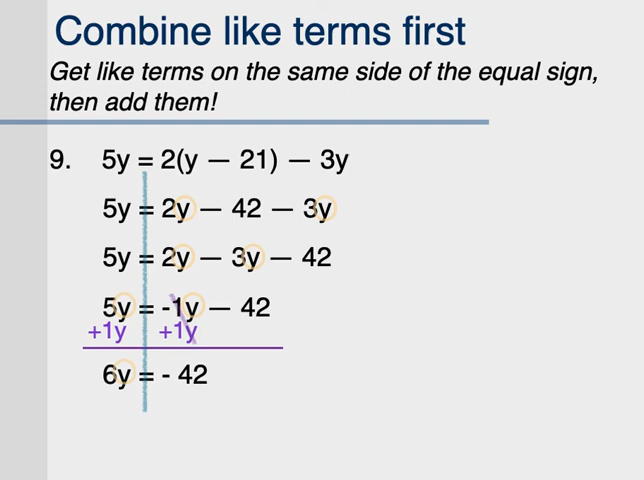 Combine like terms first
Get like terms on the same side of the equal sign,
then add them!
9. 5y = 2(y — 21) — 3y
5y = 2y — 42 — 3y
5y = 2y — 3y — 42
5y = -1y — 42
+1y +1y
6y = - 42